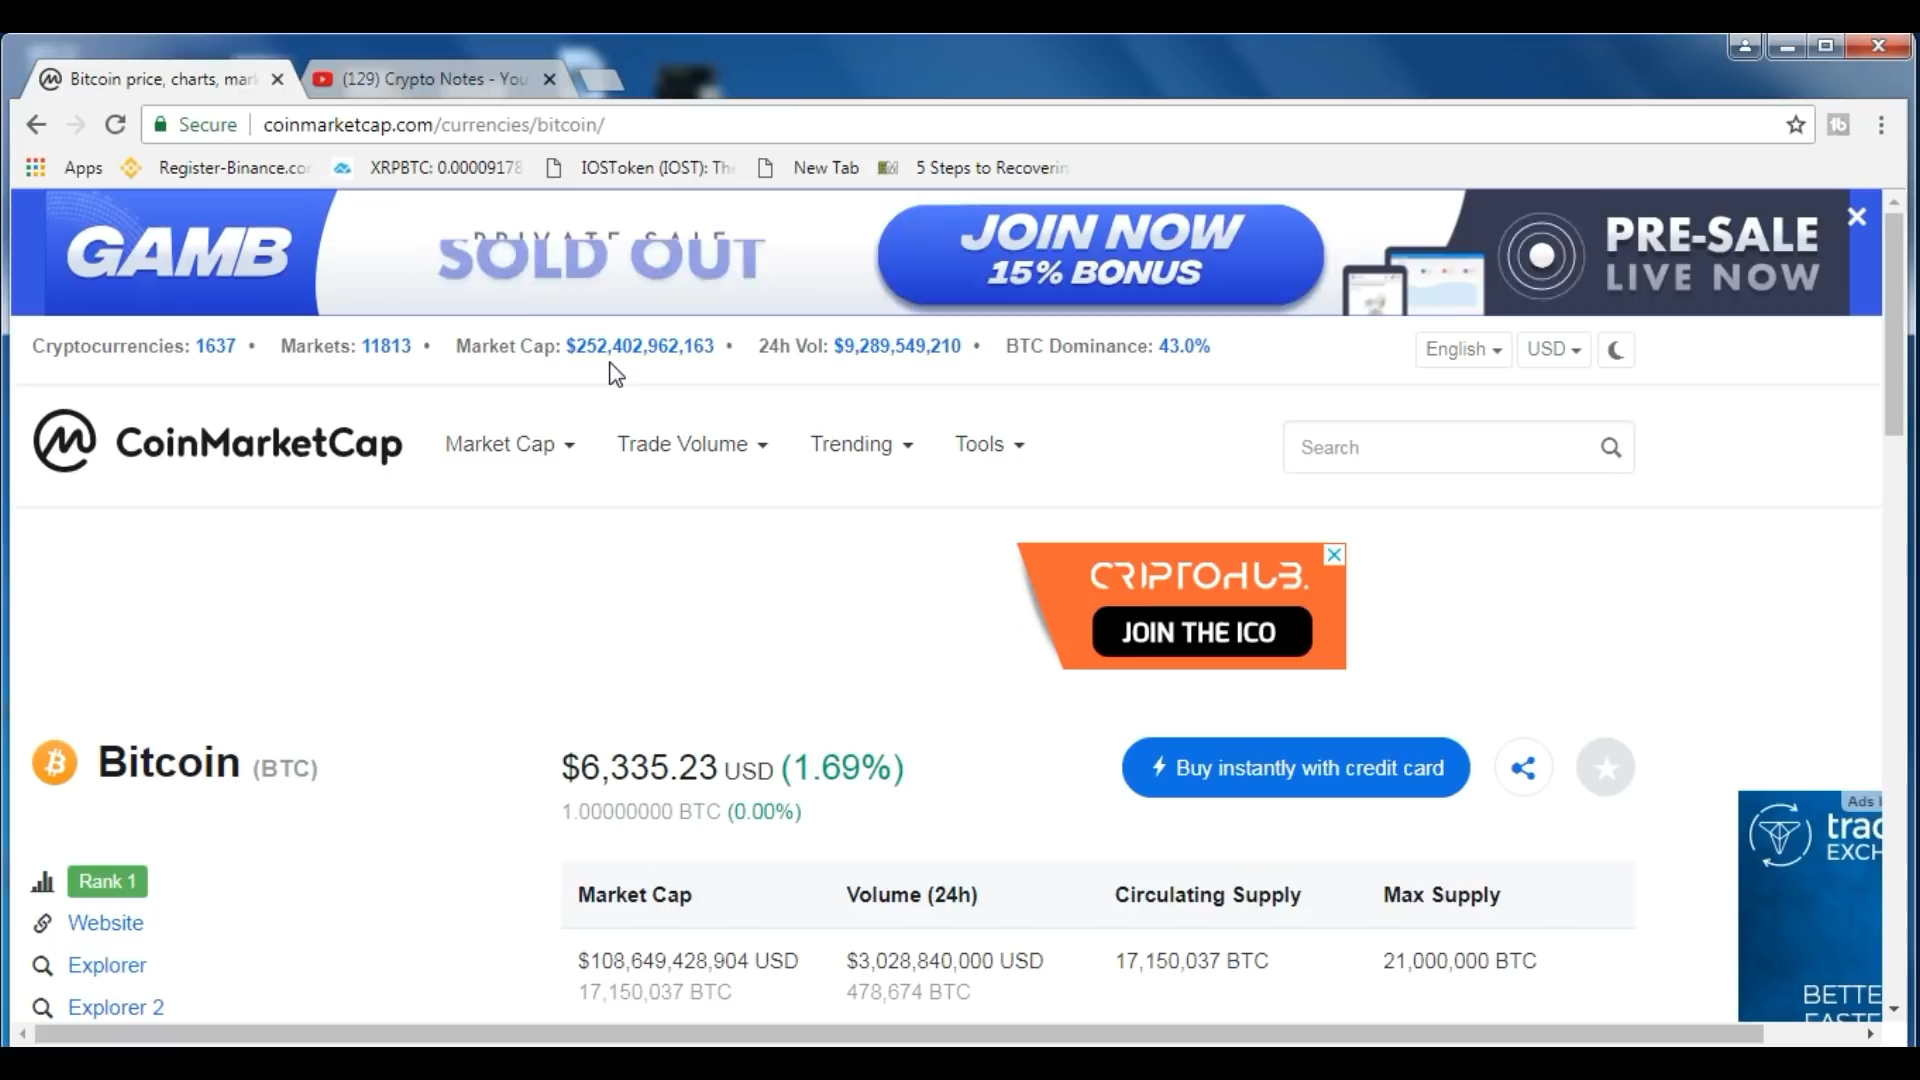 Bitcoin price, charts, mar
(129) Crypto Notes - You
Secure
coinmarketcap.com/currencies/bitcoin/
Apps
Register-Binance.co
XRPBTC: 0.00009178
IOSToken (IOST): Th
New Tab
5 Steps to Recoverin
GAMB
SOLD OUT
JOIN NOW
15% BONUS
PRE-SALE
LIVE NOW
Cryptocurrencies: 1637 • Markets: 11813 • Market Cap: $252,402,962,163 • 24h Vol: $9,289,549,210 • BTC Dominance: 43.0%
English
USD
CoinMarketCap
Market Cap
Trade Volume
Trending
Tools
Search
CRIPTOHUB.
JOIN THE ICO
Bitcoin (BTC)
$6,335.23 USD (1.69%)
1.00000000 BTC (0.00%)
Buy instantly with credit card
Rank 1
Website
Explorer
Explorer 2
Market Cap Volume (24h) Circulating Supply Max Supply
$108,649,428,904 USD $3,028,840,000 USD 17,150,037 BTC 21,000,000 BTC
17,150,037 BTC 478,674 BTC
Ads
trad
EXCH
BETTE